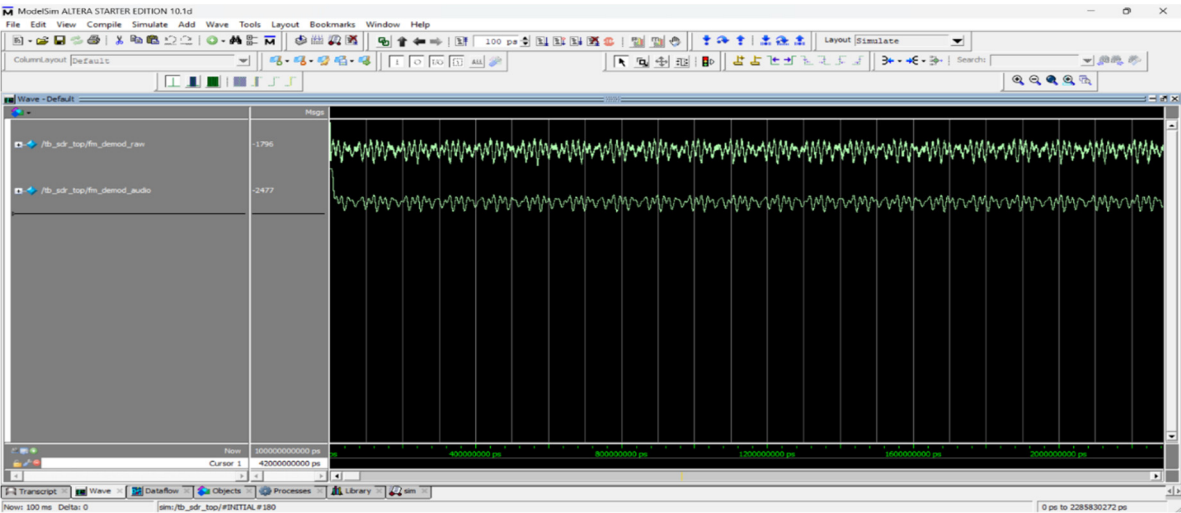 ModelSim ALTERA STARTER EDITION 10.1d
File Edit View Compile Simulate Add Wave Tools Layout Bookmarks Window Help
100 ps Layout Simulate
ColumnLayout Default Search:
Wave - Default
Msgs
/tb_sdr_top/fm_demod_raw -1796
/tb_sdr_top/fm_demod_audio -2477
Now 100000000000 ps ps 400000000 ps 800000000 ps 1200000000 ps 1600000000 ps 2000000000 ps
Cursor 1 42000000000 ps
Transcript Wave Dataflow Objects Processes Library sim
Now: 100 ms Delta: 0 sim:/tb_sdr_top/#INITIAL#180 0 ps to 2285830272 ps